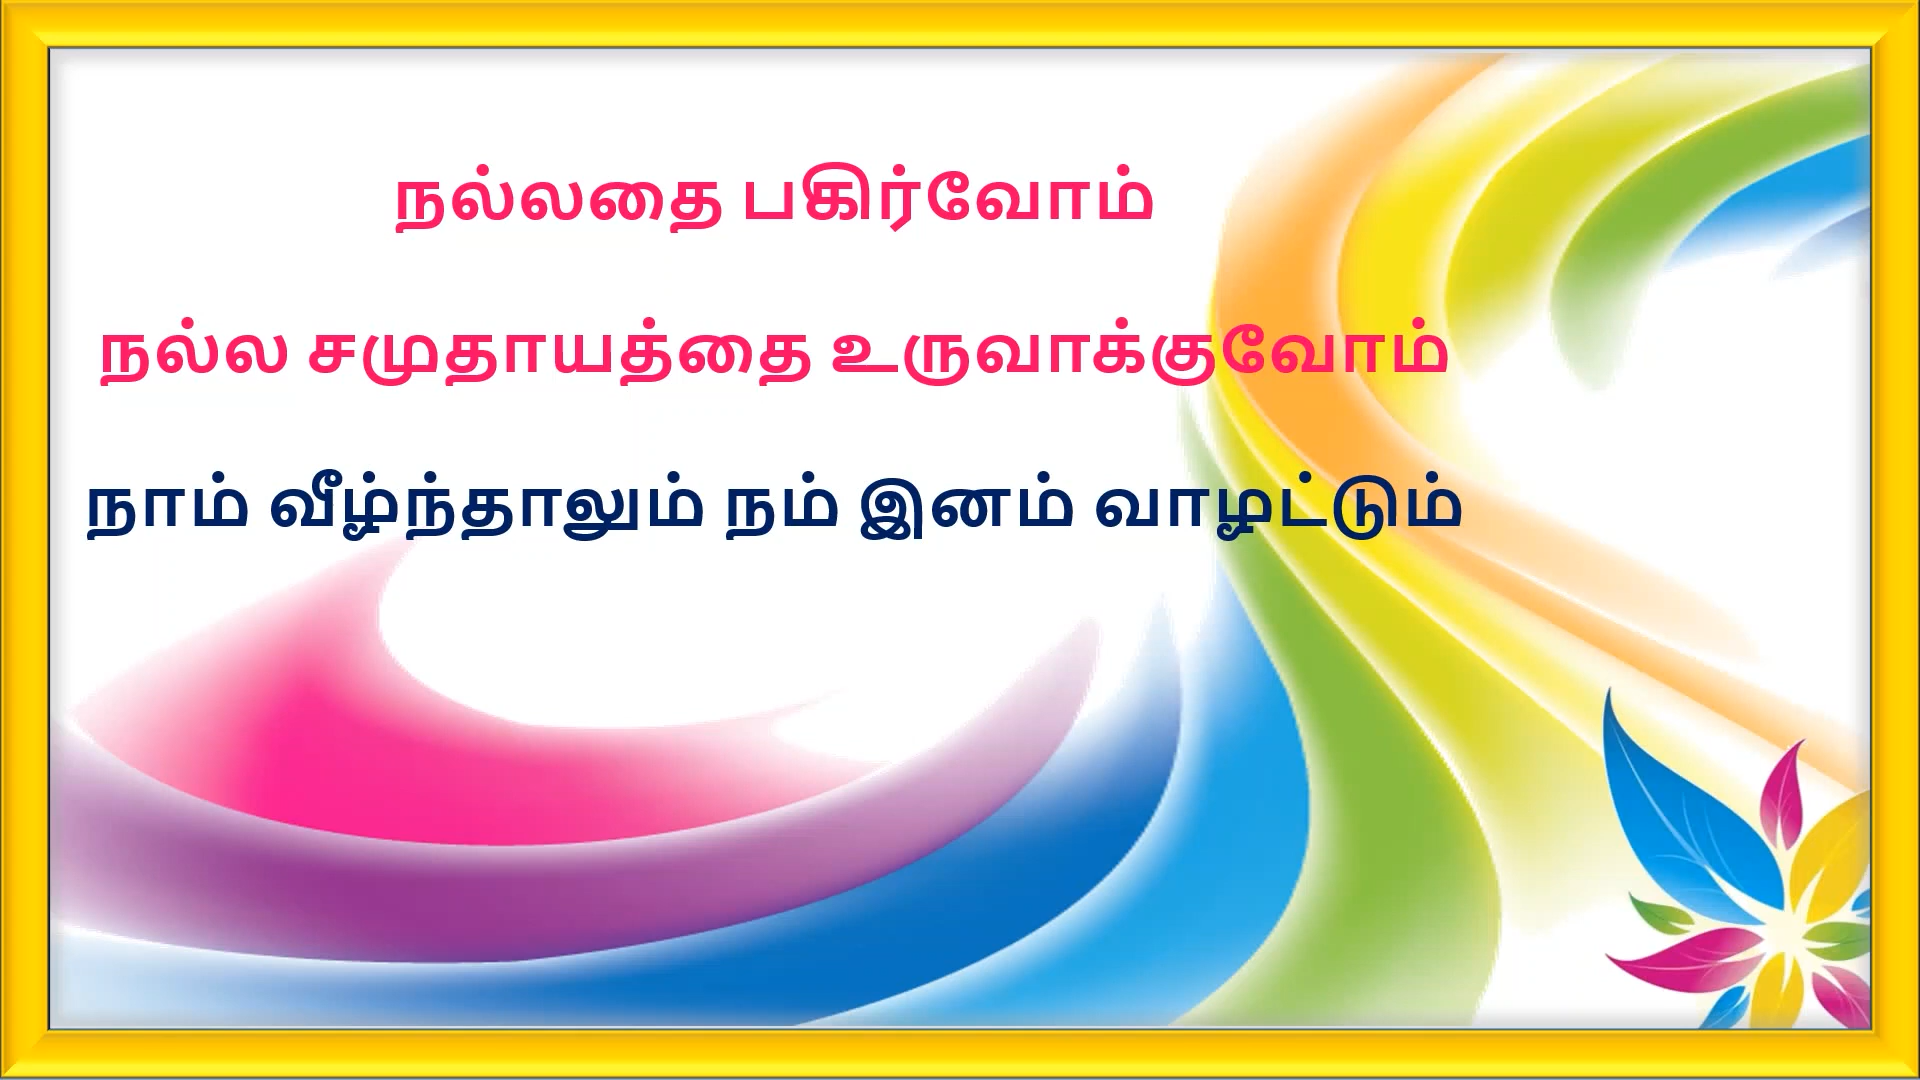 நல்லதை பகிர்வோம்
நல்ல சமுதாயத்தை உருவாக்குவோம்
நாம் வீழ்ந்தாலும் நம் இனம் வாழட்டும்